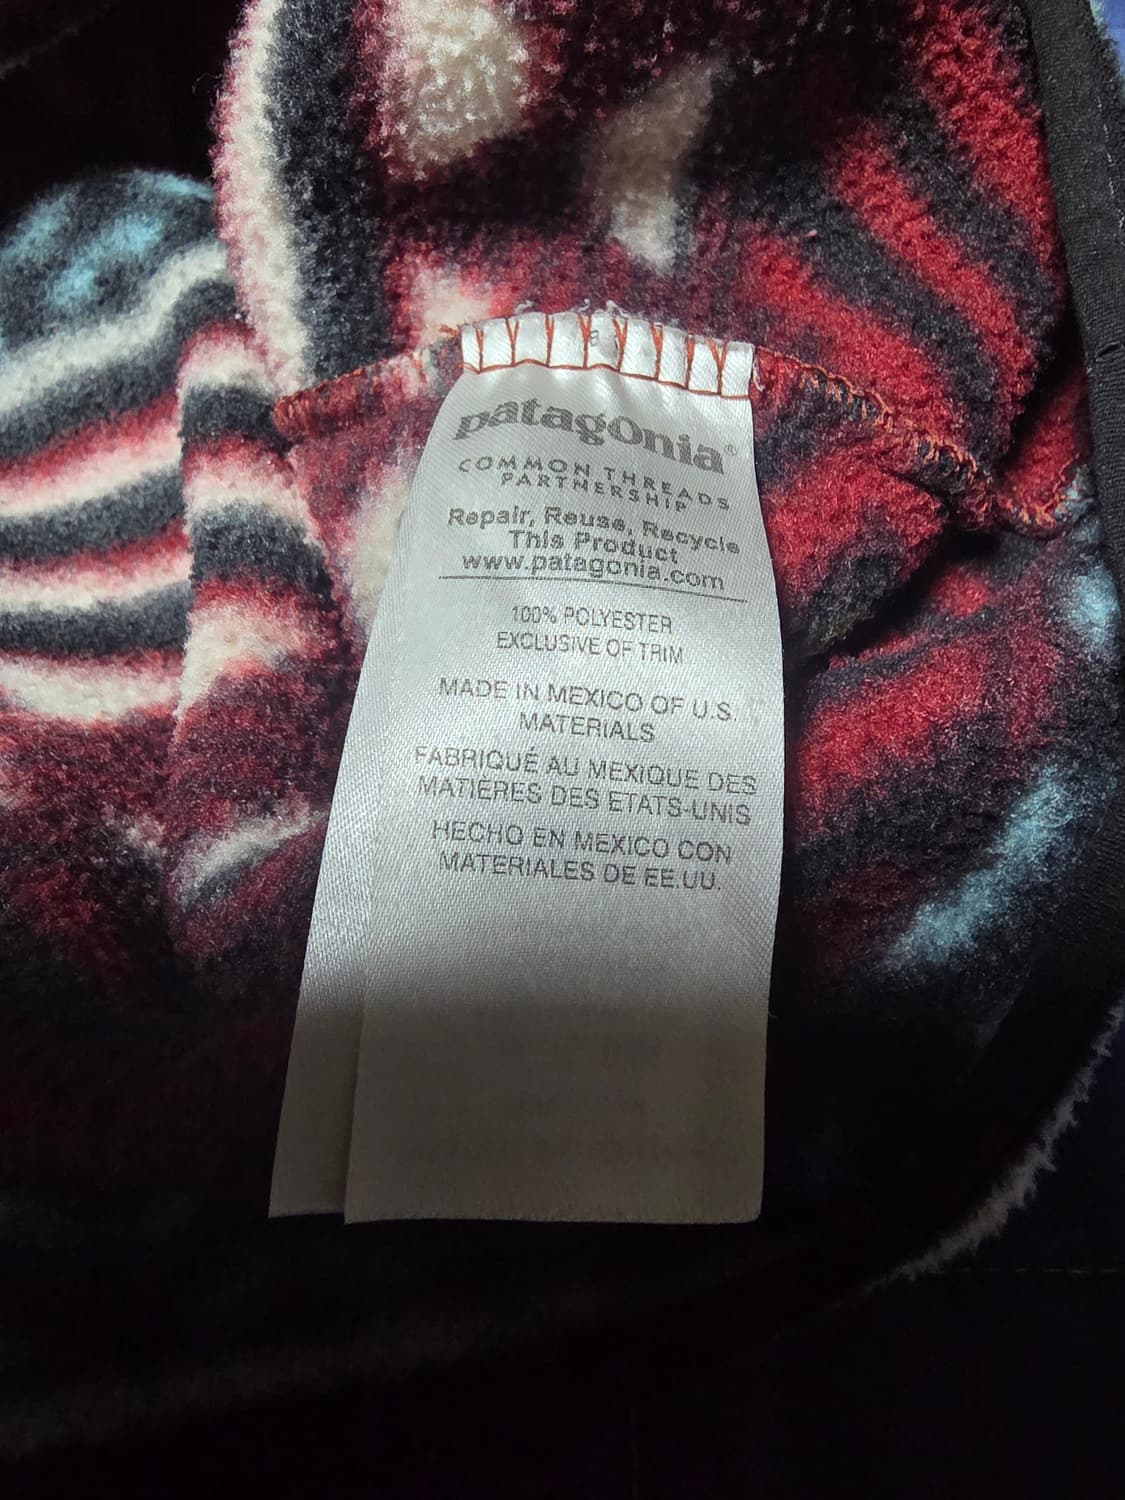 patagonia®
COMMON THREADS
PARTNERSHIP
Repair, Reuse, Recycle
This Product
www.patagonia.com
100% POLYESTER
EXCLUSIVE OF TRIM
MADE IN MEXICO OF U.S.
MATERIALS
FABRIQUÉ AU MEXIQUE DES
MATIÈRES DES ETATS-UNIS
HECHO EN MEXICO CON
MATERIALES DE EE.UU.